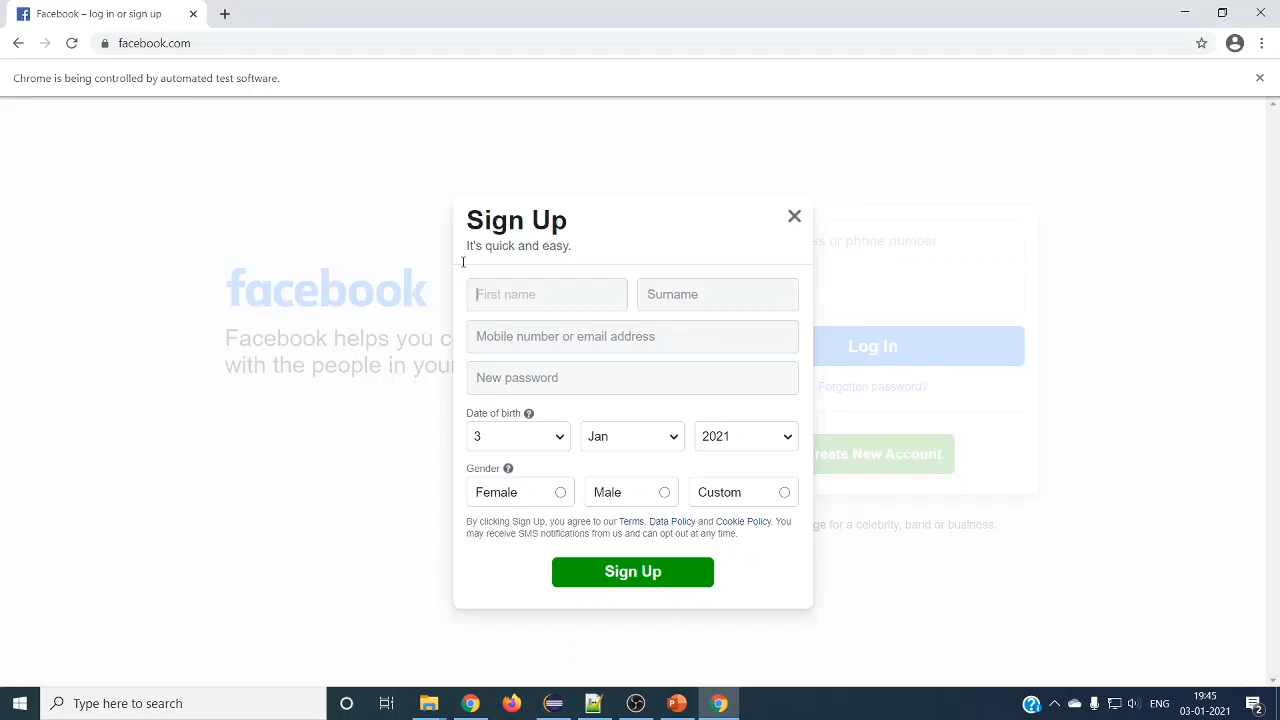 Facebook – log in or sign up
facebook.com
Chrome is being controlled by automated test software.
Sign Up
It's quick and easy.
First name
Surname
Mobile number or email address
New password
Date of birth
3
Jan
2021
Gender
Female
Male
Custom
By clicking Sign Up, you agree to our Terms, Data Policy and Cookie Policy. You
may receive SMS notifications from us and can opt out at any time.
Sign Up
facebook
Facebook helps you c
with the people in your
ss or phone number
Log In
Forgotten password?
reate New Account
ge for a celebrity, band or business.
Type here to search
ENG
19:45
03-01-2021
2